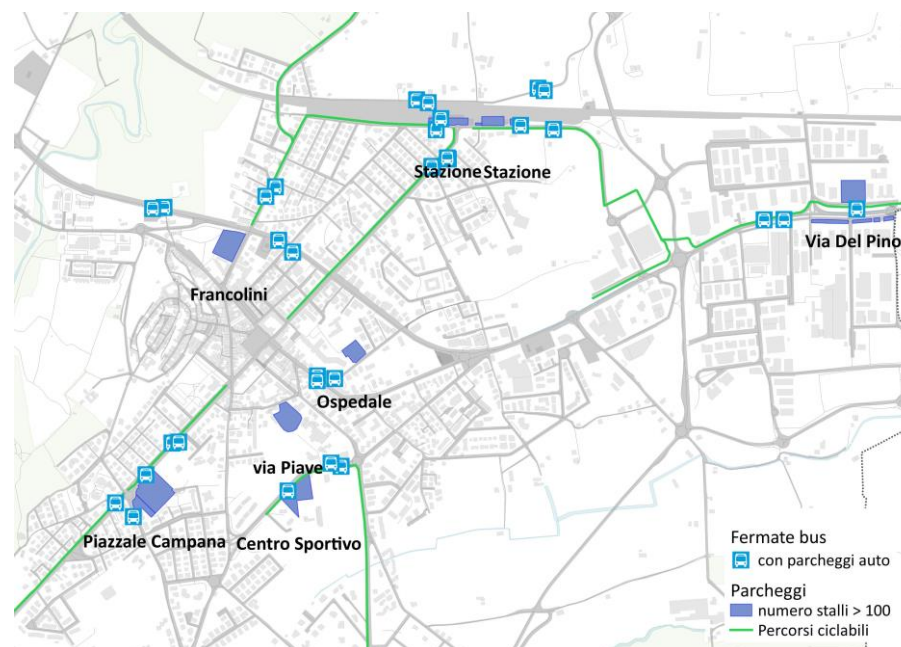 Stazione Stazione
Via Del Pino
Francolini
Ospedale
via Piave
Piazzale Campana
Centro Sportivo
Fermate bus
con parcheggi auto
Parcheggi
numero stalli > 100
Percorsi ciclabili